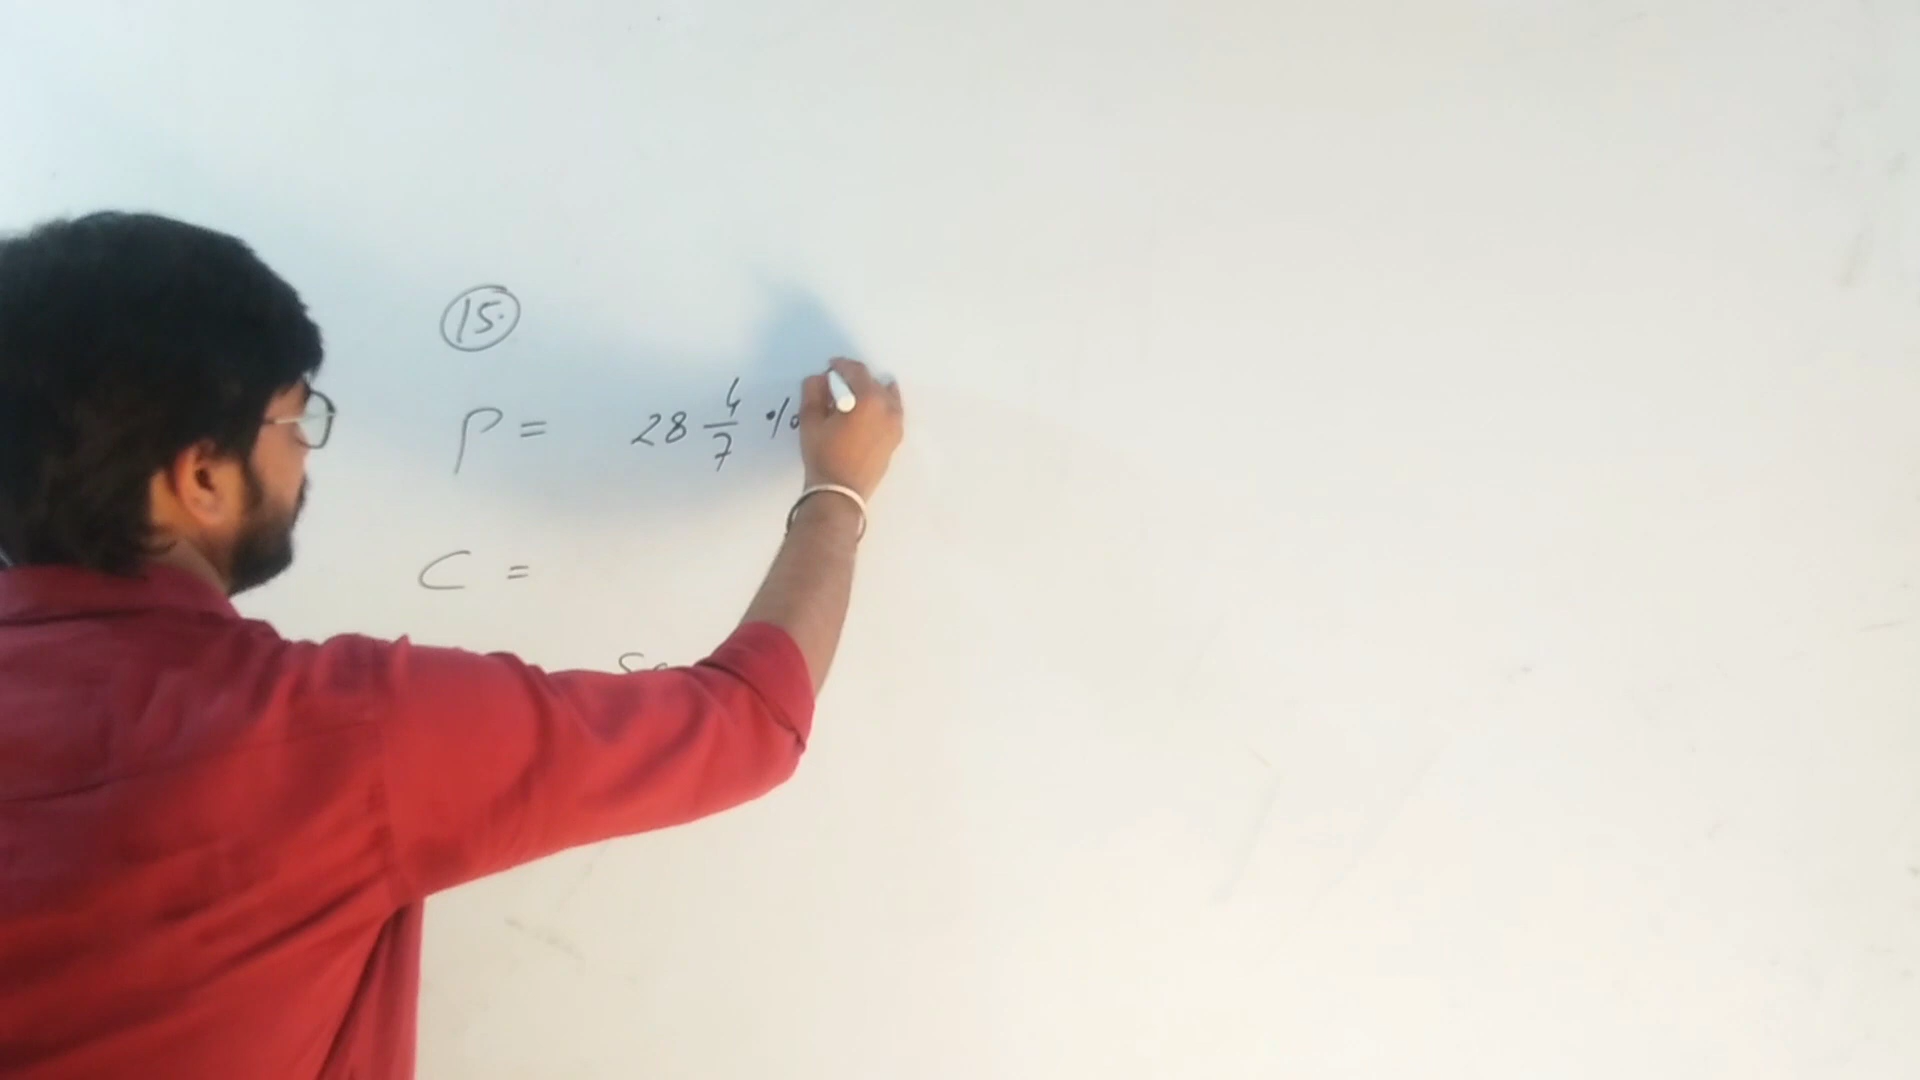 15.
P = 28 4/7 %
C =